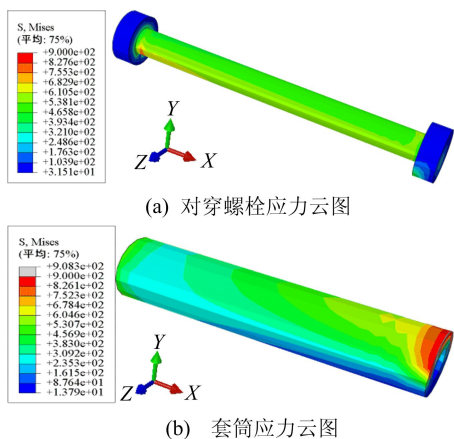 S, Mises
(平均: 75%)
+9.000e+02
+8.276e+02
+7.553e+02
+6.829e+02
+6.105e+02
+5.381e+02
+4.658e+02
+3.934e+02
+3.210e+02
+2.486e+02
+1.763e+02
+1.039e+02
+3.151e+01
Y
Z X
(a) 对穿螺栓应力云图
S, Mises
(平均: 75%)
+9.083e+02
+9.000e+02
+8.261e+02
+7.523e+02
+6.784e+02
+6.046e+02
+5.307e+02
+4.569e+02
+3.830e+02
+3.092e+02
+2.353e+02
+1.615e+02
+8.764e+01
+1.379e+01
Y
Z X
(b) 套筒应力云图